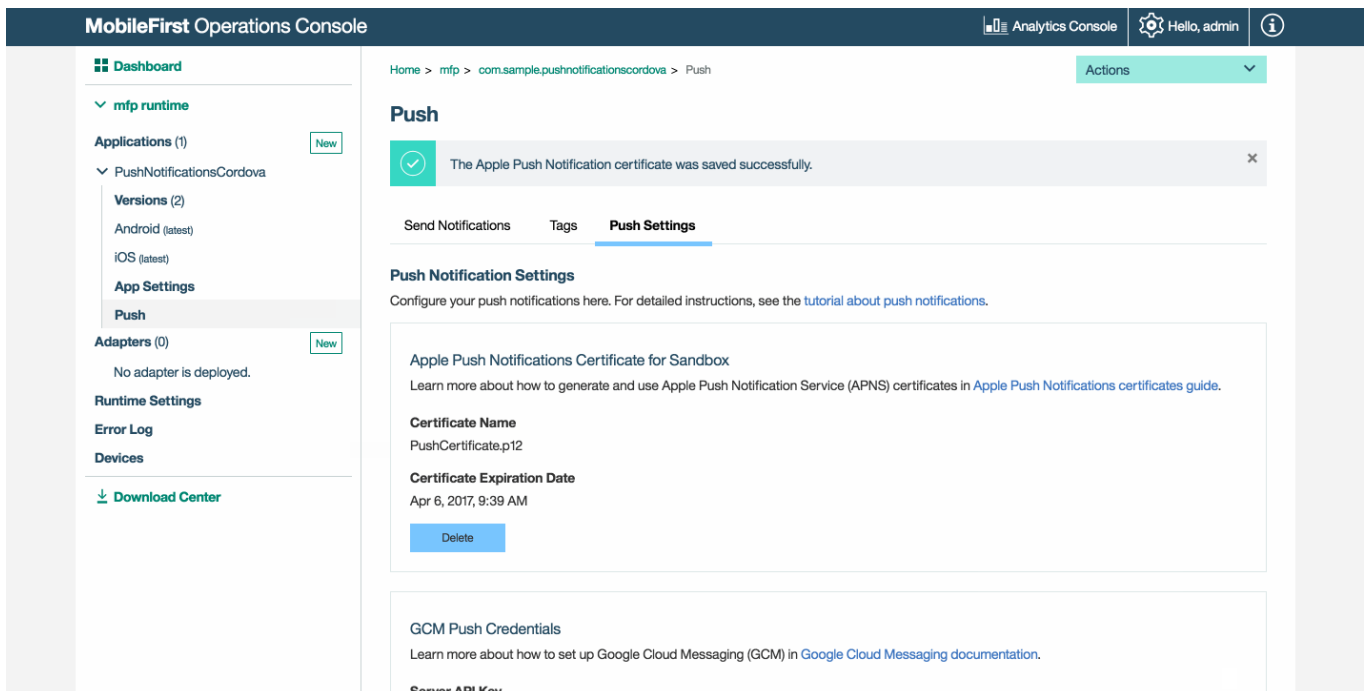 MobileFirst Operations Console
Analytics Console
Hello, admin
Dashboard
mfp runtime
Applications (1)
New
PushNotificationsCordova
Versions (2)
Android (latest)
iOS (latest)
App Settings
Push
Adapters (0)
New
No adapter is deployed.
Runtime Settings
Error Log
Devices
Download Center
Home > mfp > com.sample.pushnotificationscordova > Push
Actions
Push
The Apple Push Notification certificate was saved successfully.
Send Notifications Tags Push Settings
Push Notification Settings
Configure your push notifications here. For detailed instructions, see the tutorial about push notifications.
Apple Push Notifications Certificate for Sandbox
Learn more about how to generate and use Apple Push Notification Service (APNS) certificates in Apple Push Notifications certificates guide.
Certificate Name
PushCertificate.p12
Certificate Expiration Date
Apr 6, 2017, 9:39 AM
Delete
GCM Push Credentials
Learn more about how to set up Google Cloud Messaging (GCM) in Google Cloud Messaging documentation.
Server API Key